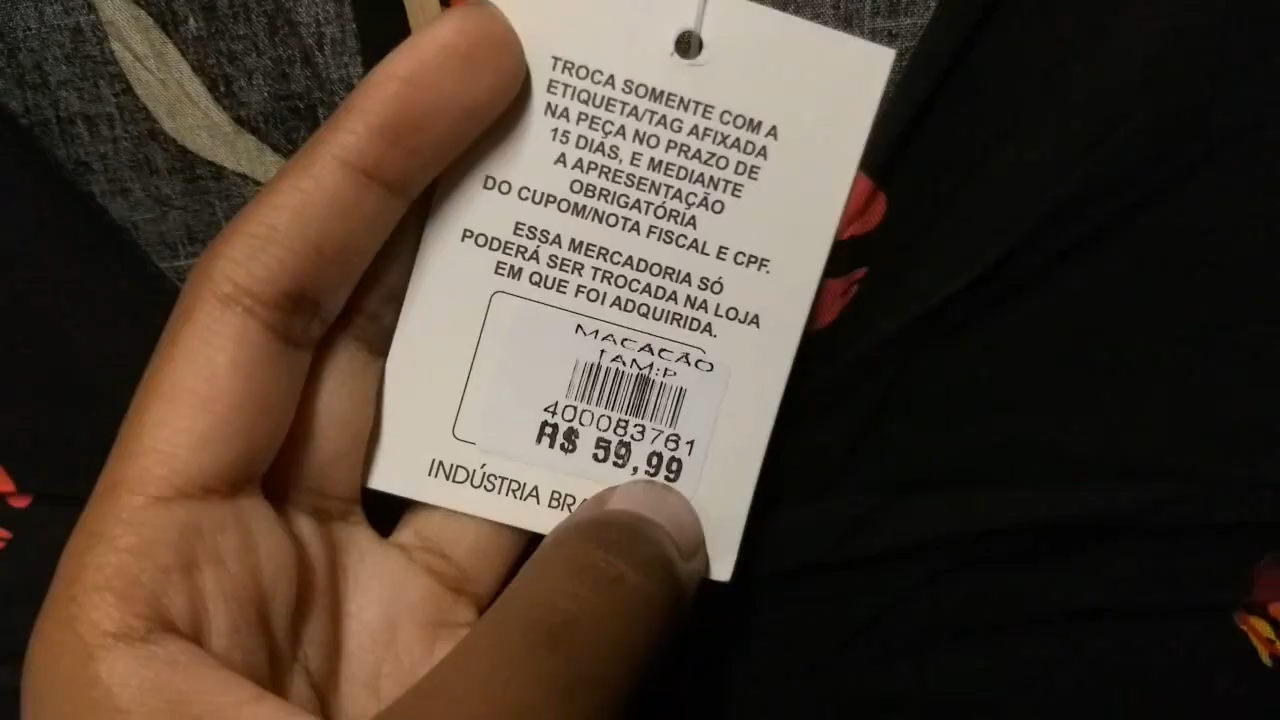 TROCA SOMENTE COM A
ETIQUETA/TAG AFIXADA
NA PEÇA NO PRAZO DE
15 DIAS, E MEDIANTE
A APRESENTAÇÃO
OBRIGATÓRIA
DO CUPOM/NOTA FISCAL E CPF.
ESSA MERCADORIA SÓ
PODERÁ SER TROCADA NA LOJA
EM QUE FOI ADQUIRIDA.
MACACÃO
TAM:P
400083761
R$ 59,99
INDÚSTRIA